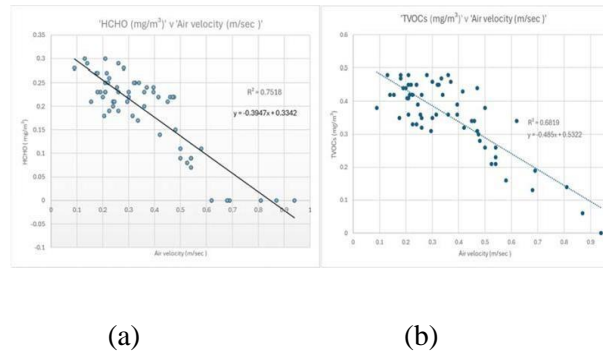 'HCHO (mg/m³)' v 'Air velocity (m/sec )'
0.35
0.3
0.25
0.2
0.15
0.1
0.05
0
-0.05
-0.1
HCHO (mg/m³)
R² = 0.7518
y = -0.3947x + 0.3342
0 0.1 0.2 0.3 0.4 0.5 0.6 0.7 0.8 0.9 1
Air velocity (m/sec )
(a)
'TVOCs (mg/m³)' v 'Air velocity (m/sec )'
0.6
0.5
0.4
0.3
0.2
0.1
0
TVOCs (mg/m³)
R² = 0.6819
y = -0.485x + 0.5322
0 0.1 0.2 0.3 0.4 0.5 0.6 0.7 0.8 0.9
Air velocity (m/sec )
(b)